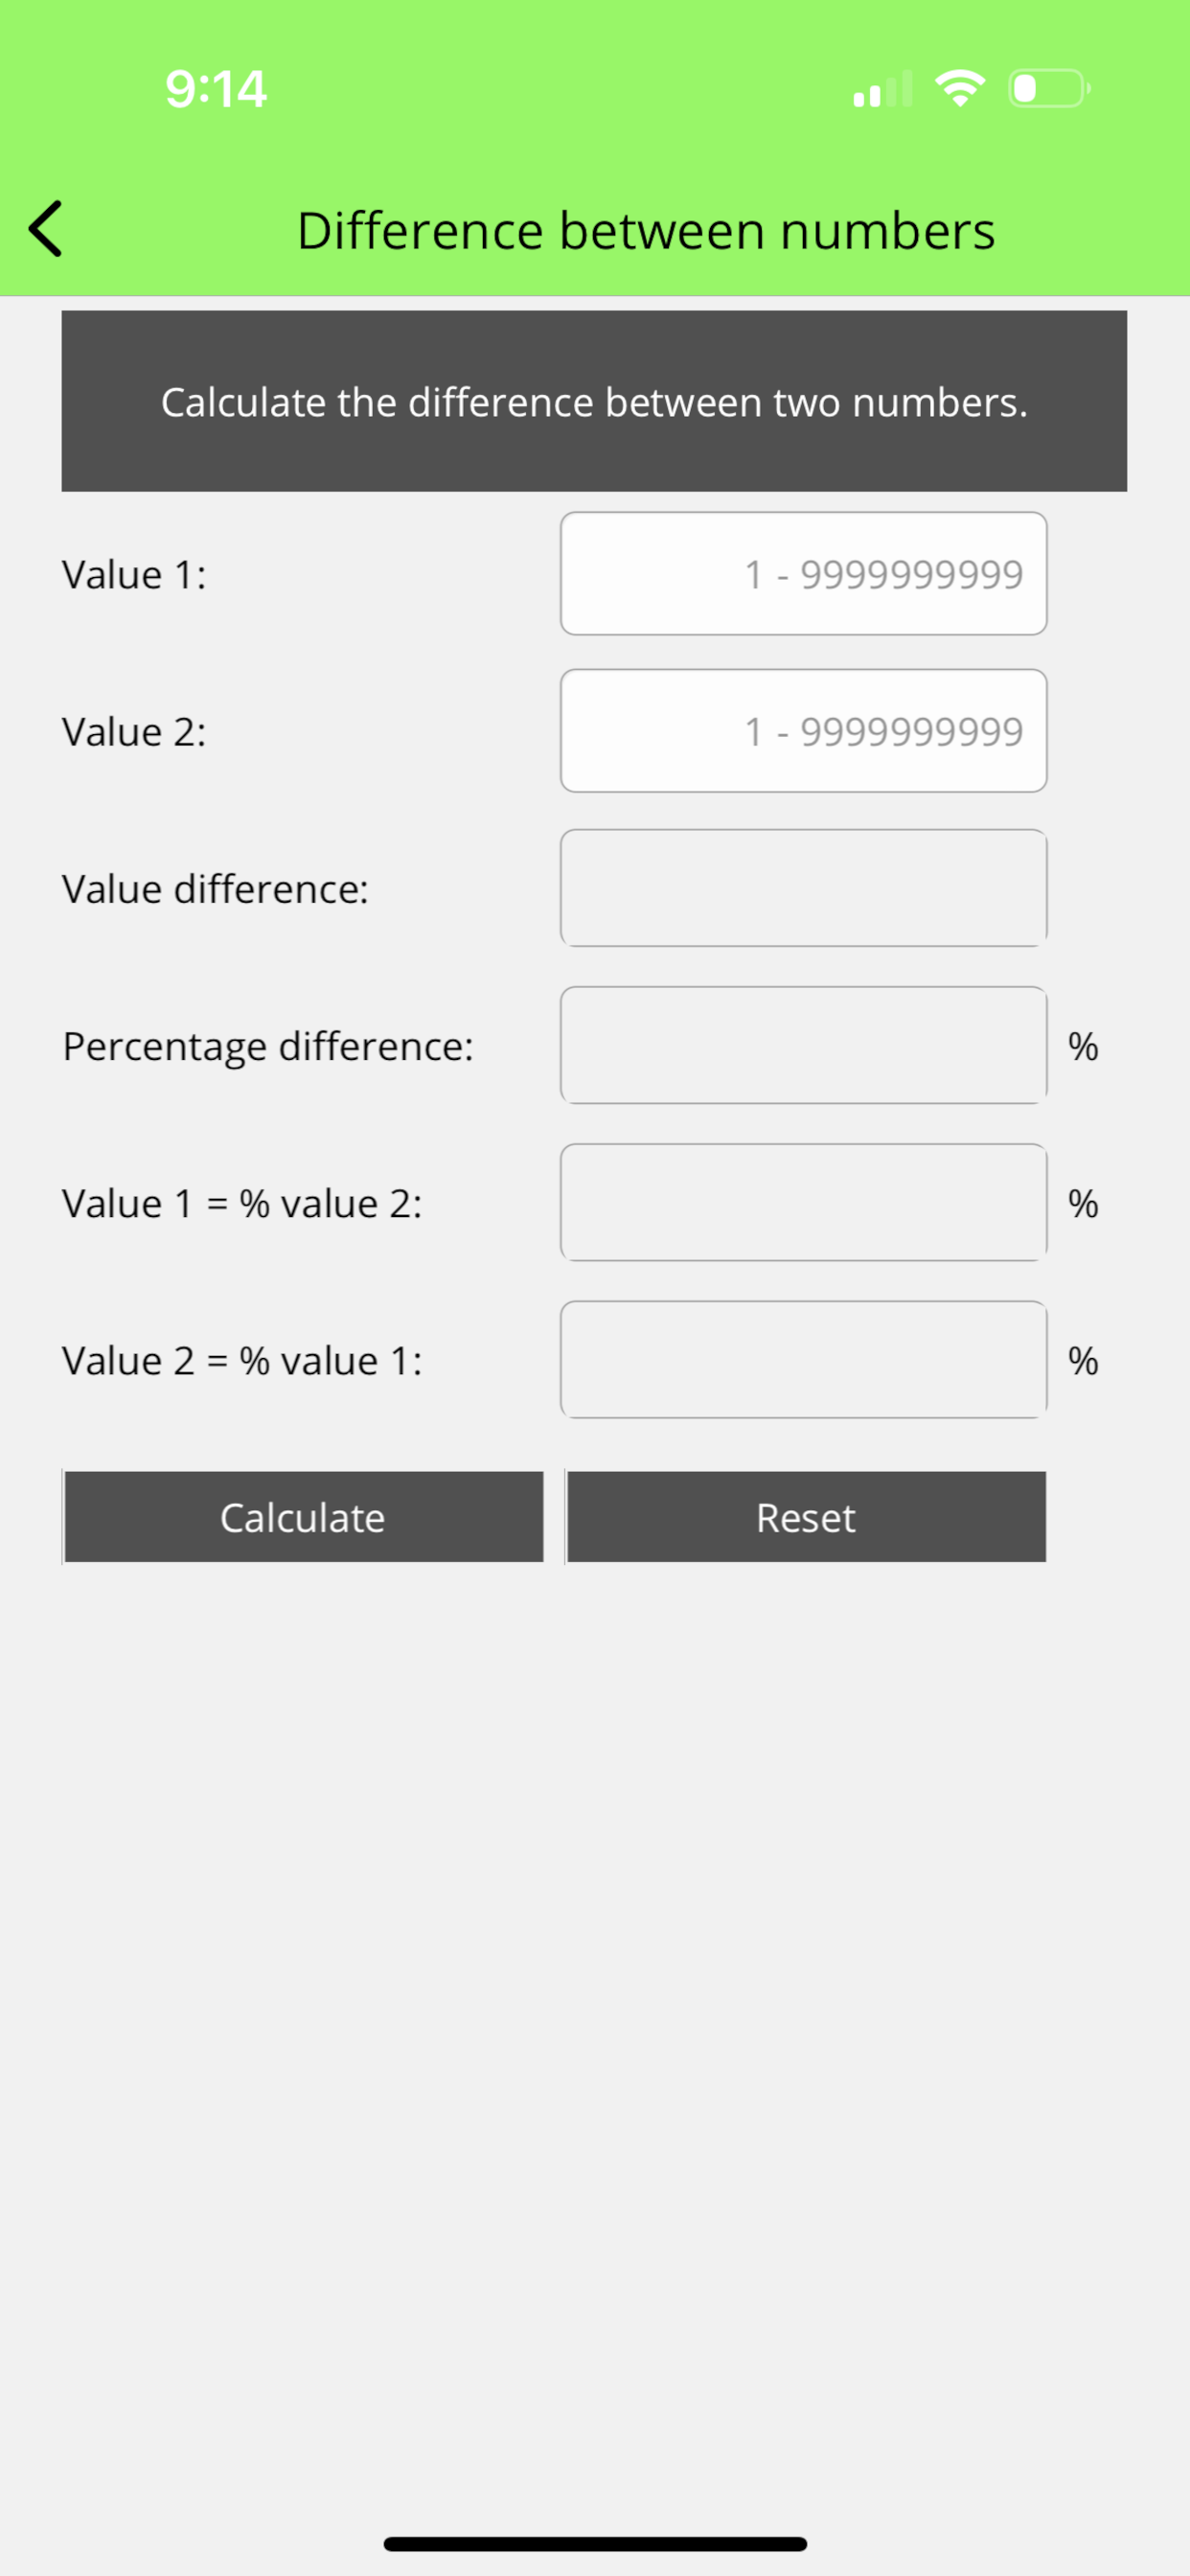 9:14
Difference between numbers
Calculate the difference between two numbers.
Value 1: 1 - 9999999999
Value 2: 1 - 9999999999
Value difference:
Percentage difference: %
Value 1 = % value 2: %
Value 2 = % value 1: %
Calculate Reset